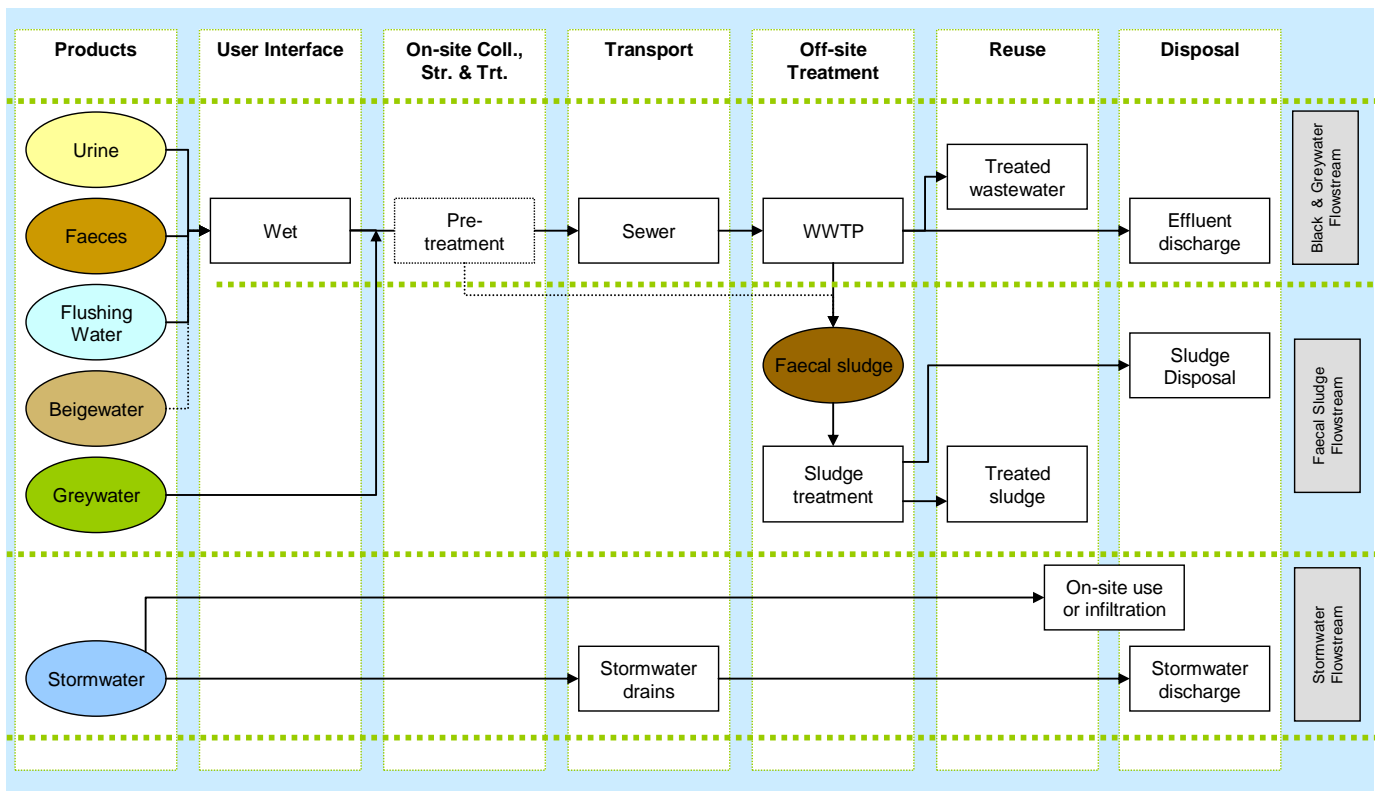 Products
User Interface
On-site Coll.,
Str. & Trt.
Transport
Off-site
Treatment
Reuse
Disposal
Urine
Faeces
Flushing
Water
Beigewater
Greywater
Wet
Pre-
treatment
Sewer
WWTP
Treated
wastewater
Effluent
discharge
Black & Greywater
Flowstream
Faecal sludge
Sludge
treatment
Treated
sludge
Sludge
Disposal
Faecal Sludge
Flowstream
Stormwater
Stormwater
drains
On-site use
or infiltration
Stormwater
discharge
Stormwater
Flowstream